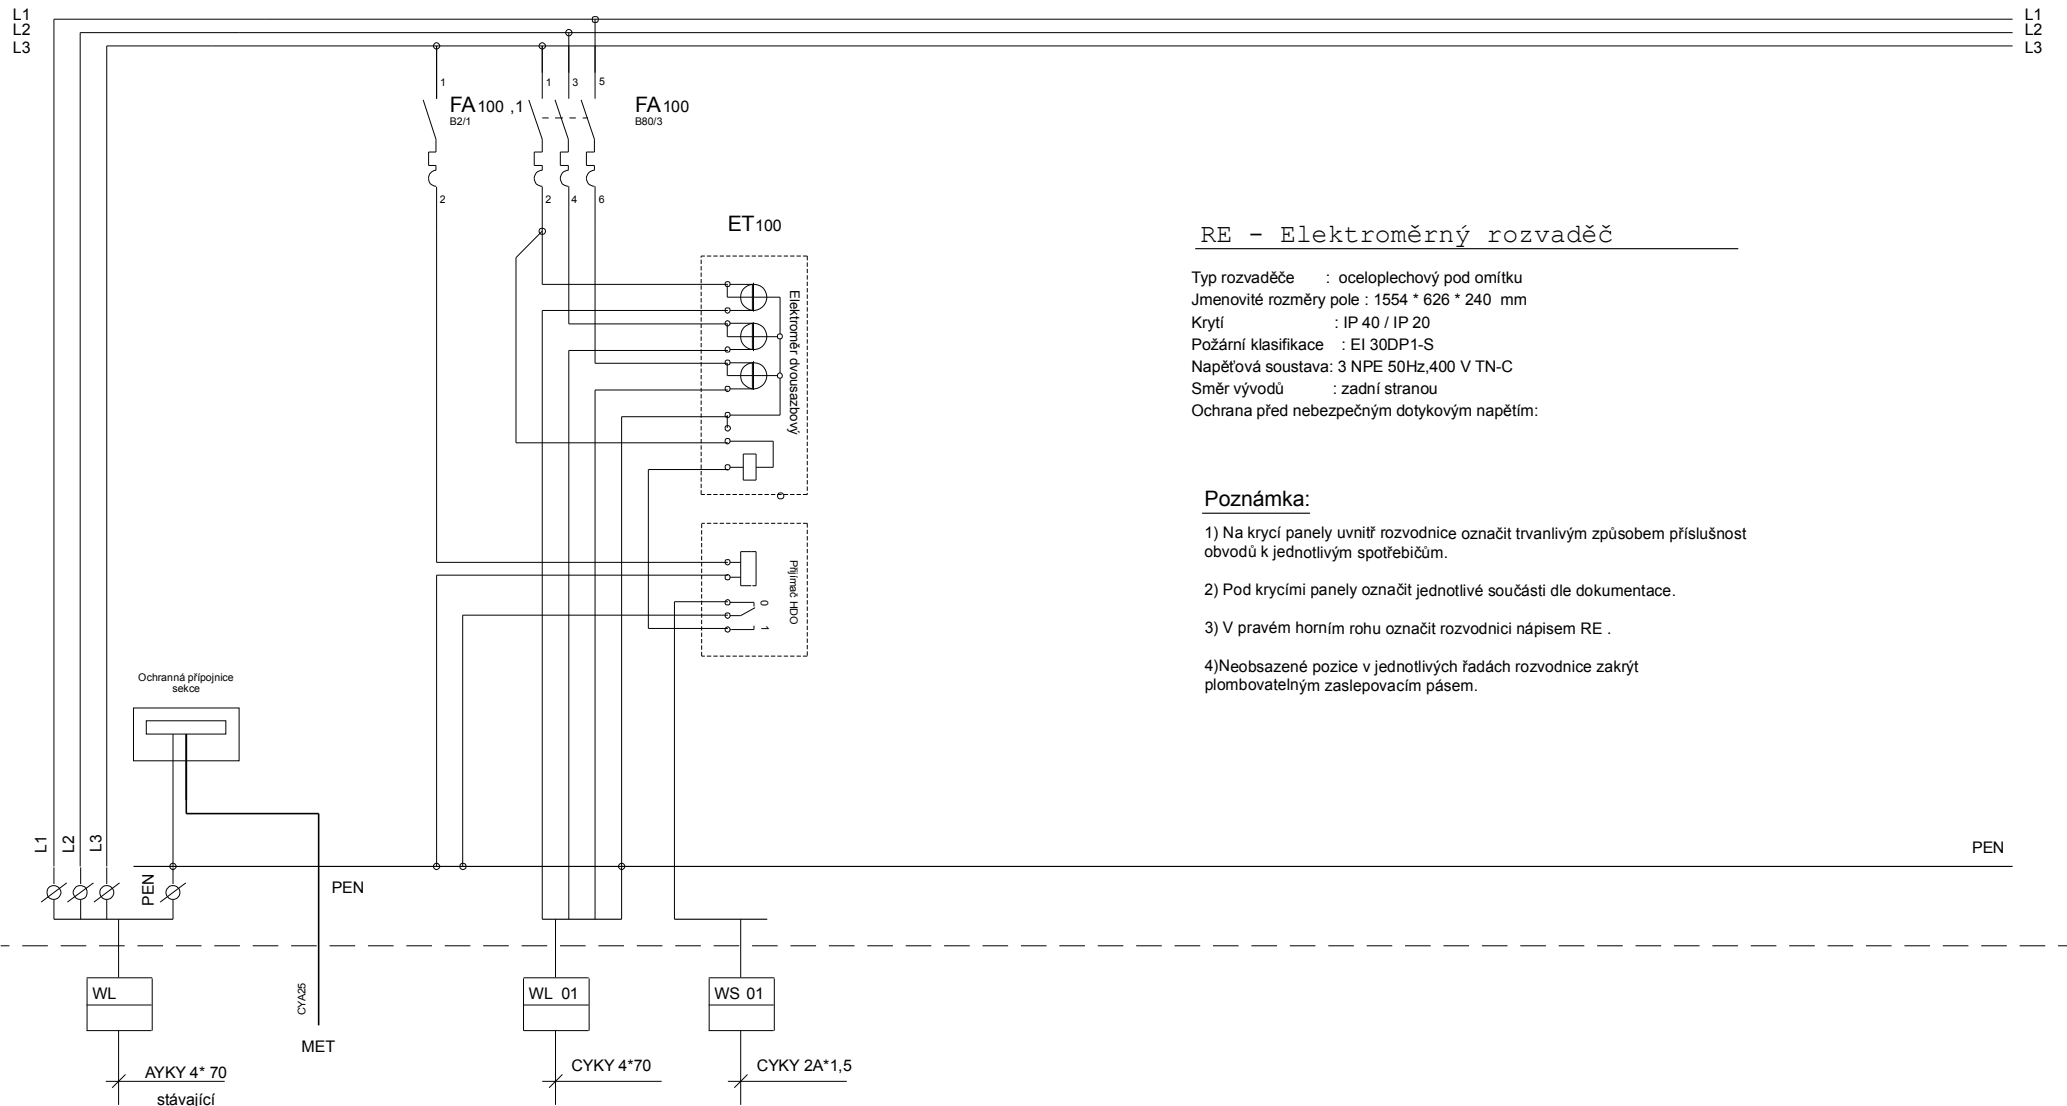 L1
L2
L3
L1
L2
L3
1
1
3
5
FA100 ,1
B2/1
FA100
B80/3
2
2
4
6
ET100
Elektroměr dvousazbový
Přijímač HDO
0
1
RE - Elektroměrný rozvaděč
Typ rozvaděče : oceloplechový pod omítku
Jmenovité rozměry pole : 1554 * 626 * 240 mm
Krytí : IP 40 / IP 20
Požární klasifikace : EI 30DP1-S
Napěťová soustava: 3 NPE 50Hz,400 V TN-C
Směr vývodů : zadní stranou
Ochrana před nebezpečným dotykovým napětím:
Poznámka:
1) Na krycí panely uvnitř rozvodnice označit trvanlivým způsobem příslušnost
obvodů k jednotlivým spotřebičům.
2) Pod krycími panely označit jednotlivé součásti dle dokumentace.
3) V pravém horním rohu označit rozvodnici nápisem RE .
4)Neobsazené pozice v jednotlivých řadách rozvodnice zakrýt
plombovatelným zaslepovacím pásem.
Ochranná přípojnice
sekce
L1
L2
L3
PEN
PEN
PEN
WL
CYA25
MET
WL 01
WS 01
AYKY 4* 70
stávající
CYKY 4*70
CYKY 2A*1,5